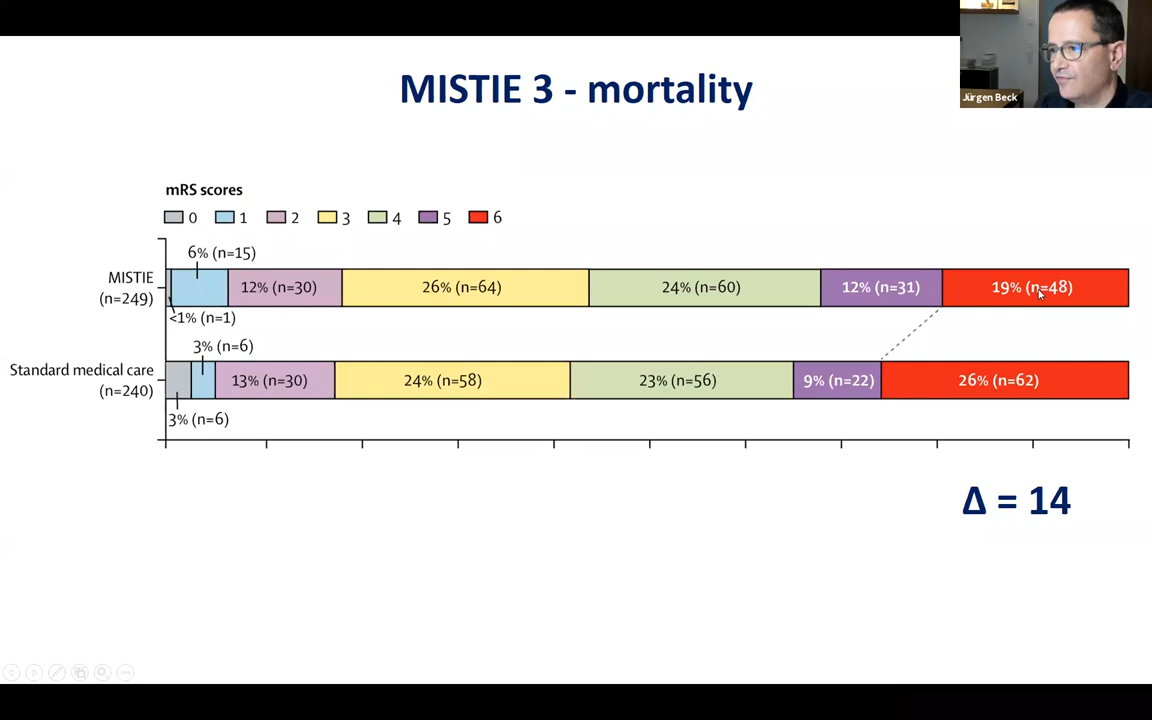 MISTIE 3 - mortality
Jürgen Beck
mRS scores
0 1 2 3 4 5 6
6% (n=15)
MISTIE
(n=249)
12% (n=30) 26% (n=64) 24% (n=60) 12% (n=31) 19% (n=48)
<1% (n=1)
3% (n=6)
Standard medical care
(n=240)
13% (n=30) 24% (n=58) 23% (n=56) 9% (n=22) 26% (n=62)
3% (n=6)
Δ = 14